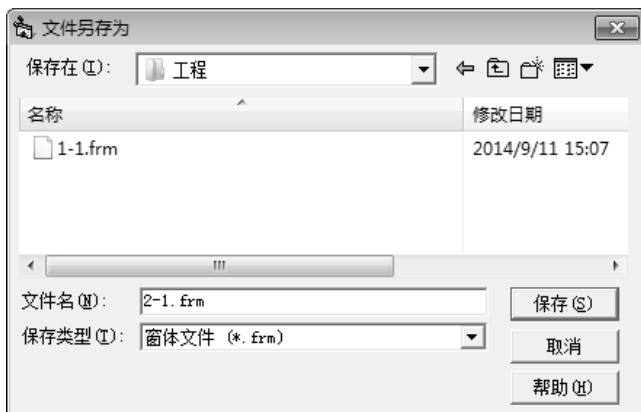 文件另存为
保存在(I): 工程
名称 修改日期
1-1.frm 2014/9/11 15:07
文件名(N): 2-1.frm 保存(S)
保存类型(T): 窗体文件 (*.frm) 取消
帮助(H)